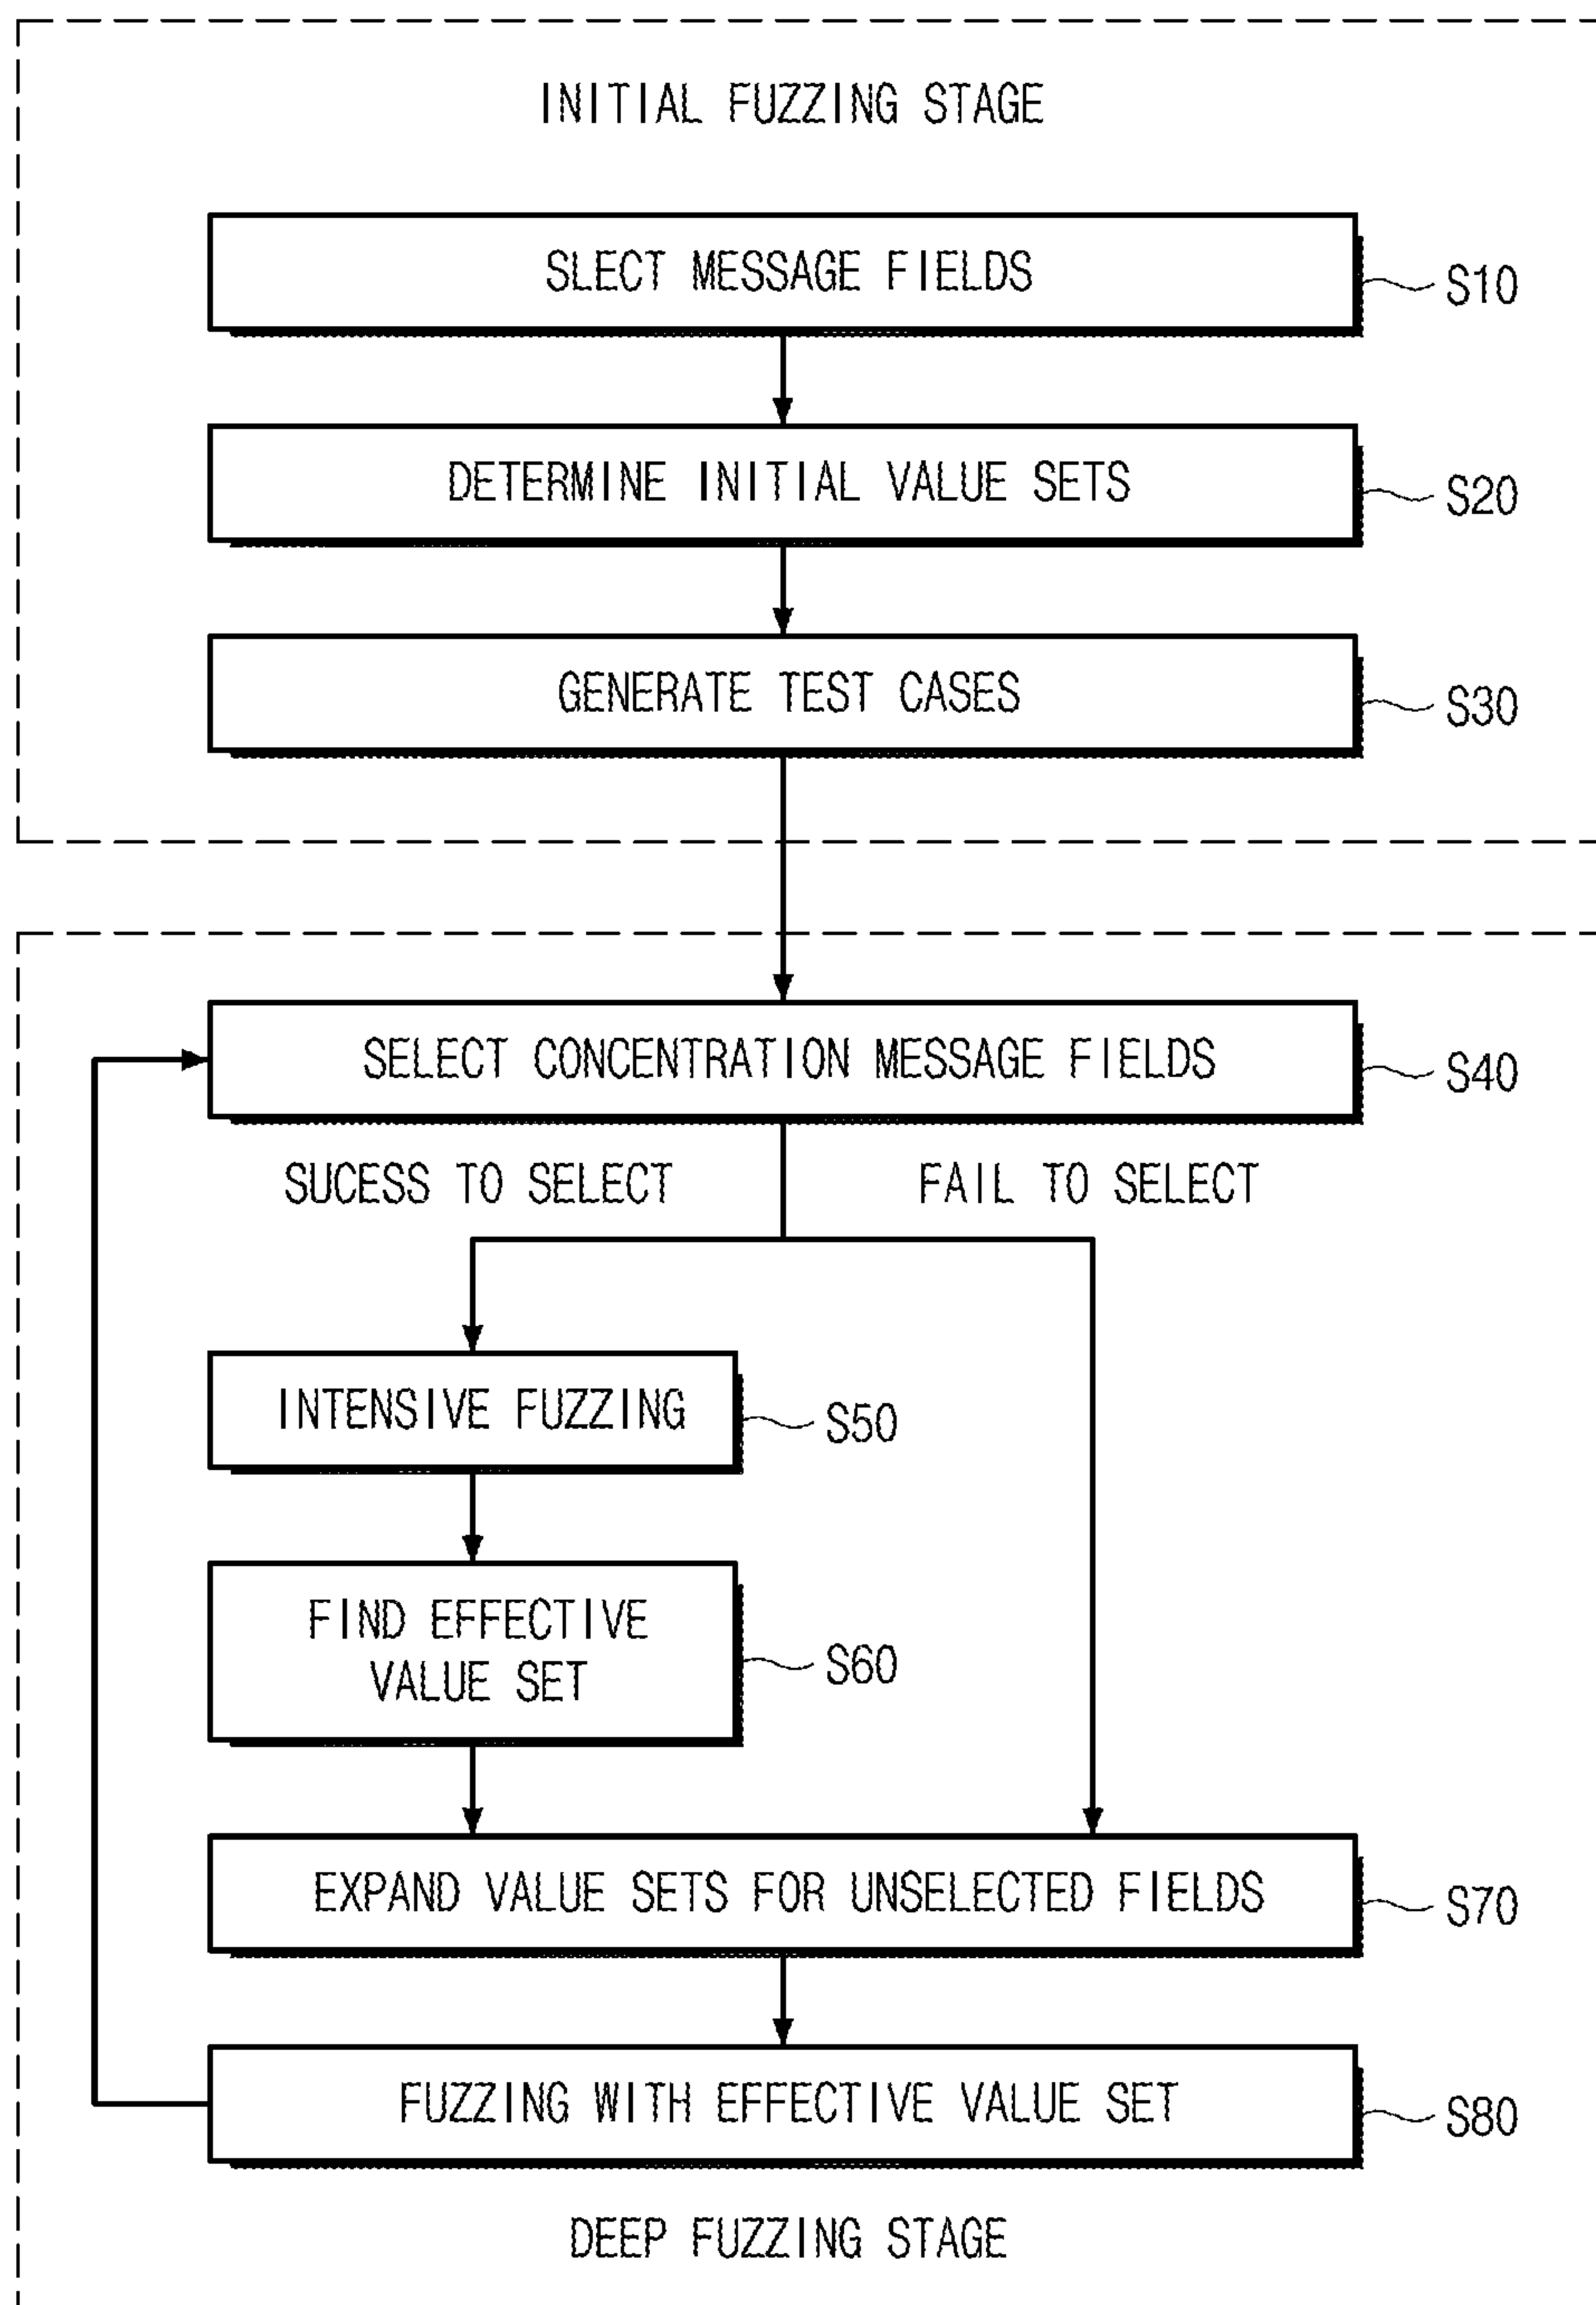 INITIAL FUZZING STAGE
SLECT MESSAGE FIELDS
S10
DETERMINE INITIAL VALUE SETS
S20
GENERATE TEST CASES
S30
SELECT CONCENTRATION MESSAGE FIELDS
S40
SUCESS TO SELECT
FAIL TO SELECT
INTENSIVE FUZZING
S50
FIND EFFECTIVE
VALUE SET
S60
EXPAND VALUE SETS FOR UNSELECTED FIELDS
S70
FUZZING WITH EFFECTIVE VALUE SET
S80
DEEP FUZZING STAGE